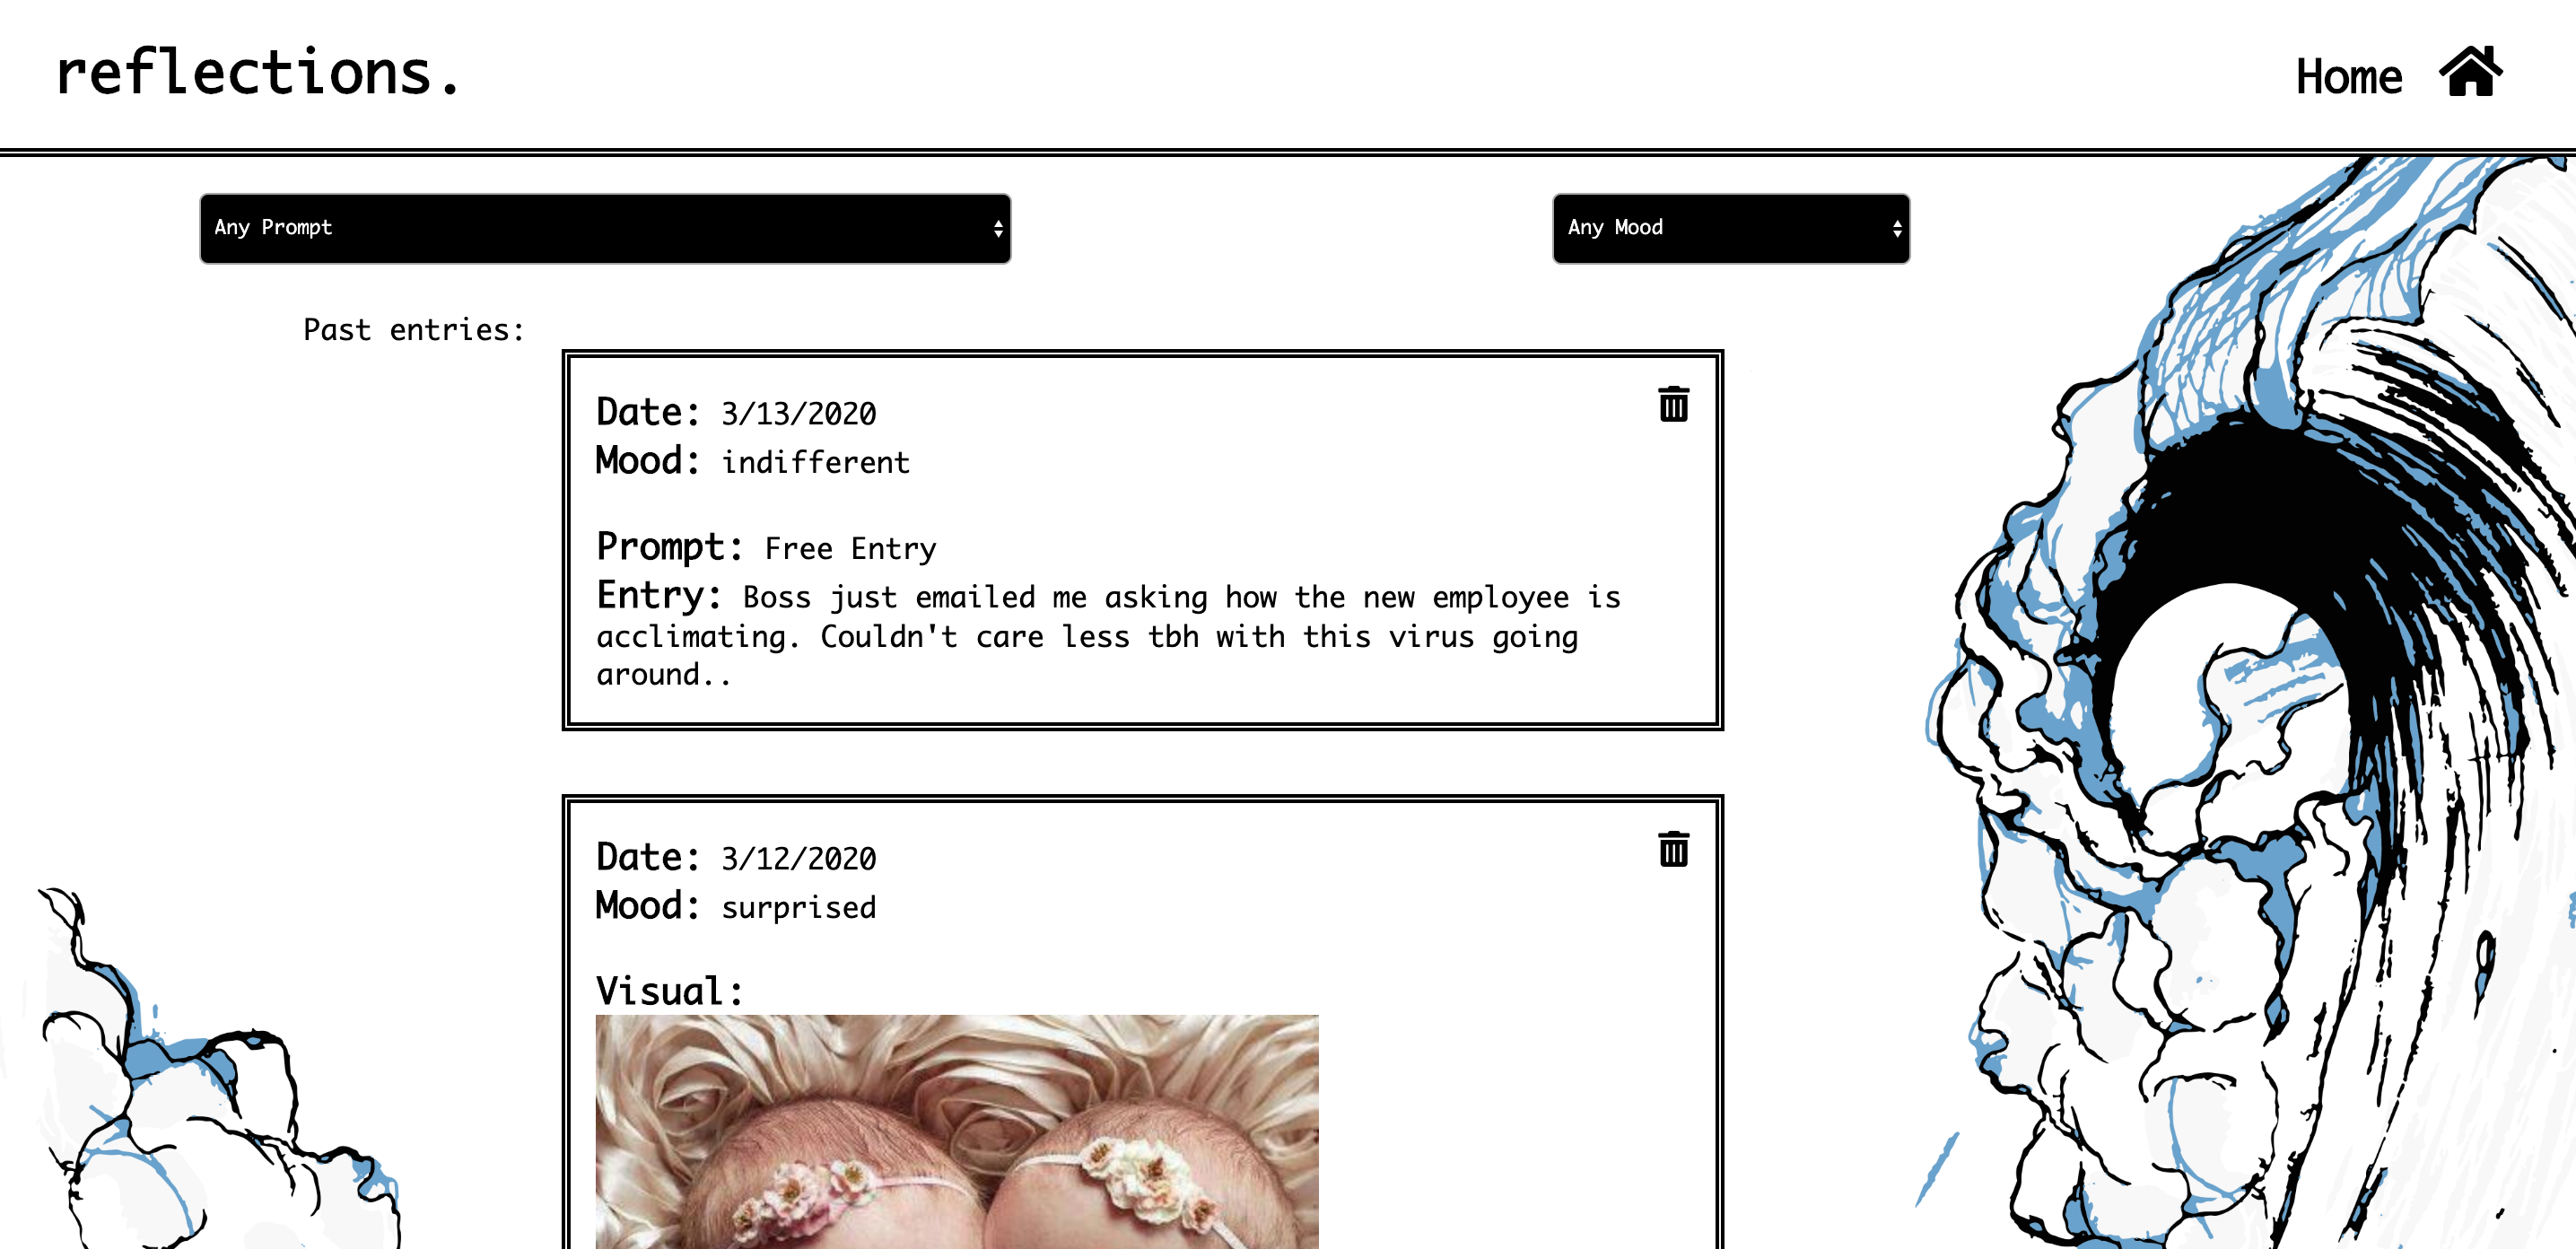 reflections.
Home
Any Prompt
Any Mood
Past entries:
Date: 3/13/2020
Mood: indifferent
Prompt: Free Entry
Entry: Boss just emailed me asking how the new employee is
acclimating. Couldn't care less tbh with this virus going
around..
Date: 3/12/2020
Mood: surprised
Visual: